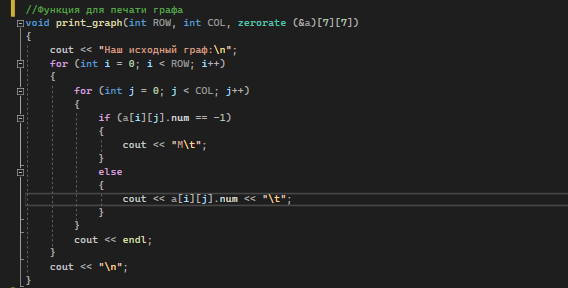 //Функция для печати графа
void print_graph(int ROW, int COL, zerorate (&a)[7][7])
{
cout << "Наш исходный граф:\n";
for (int i = 0; i < ROW; i++)
{
for (int j = 0; j < COL; j++)
{
if (a[i][j].num == -1)
{
cout << "M\t";
}
else
{
cout << a[i][j].num << "\t";
}
}
cout << endl;
}
cout << "\n";
}